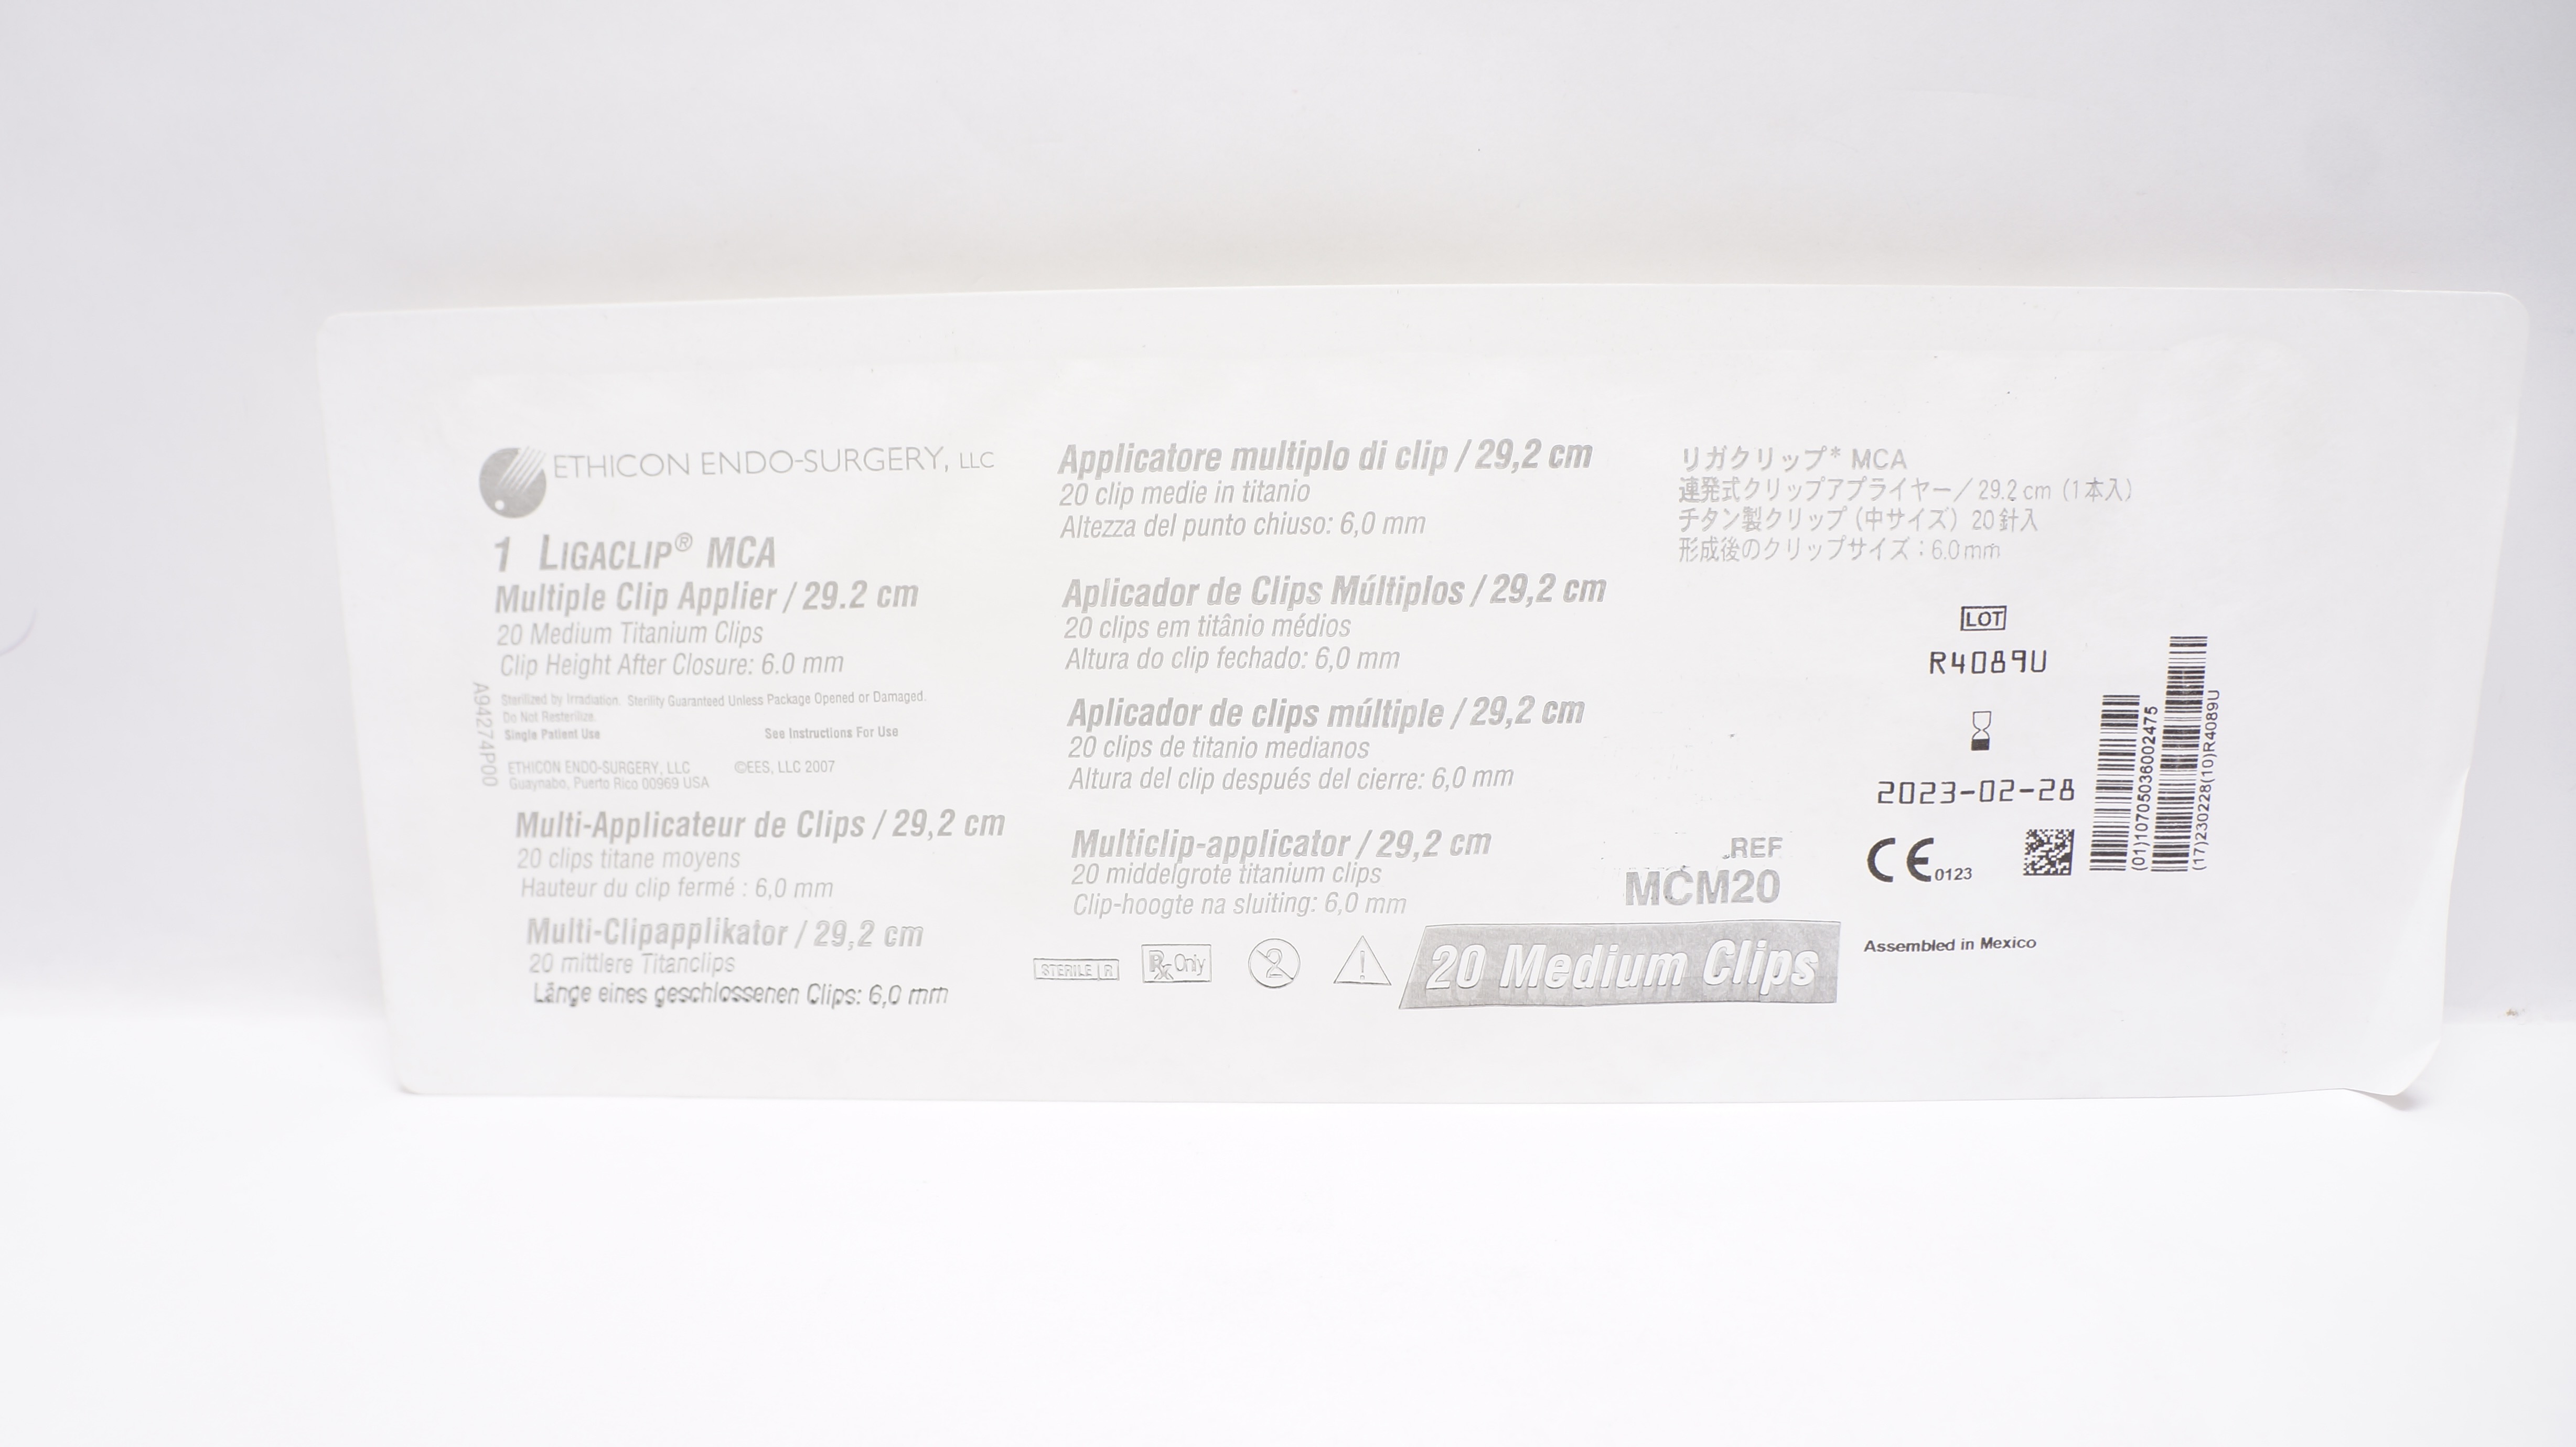 ETHICON ENDO-SURGERY, LLC
1 LIGACLIP® MCA
Multiple Clip Applier / 29.2 cm
20 Medium Titanium Clips
Clip Height After Closure: 6.0 mm
Sterilized by Irradiation. Sterility Guaranteed Unless Package Opened or Damaged.
Do Not Resterilize.
Single Patient Use See Instructions For Use
ETHICON ENDO-SURGERY, LLC ©EES, LLC 2007
Guaynabo, Puerto Rico 00969 USA
A94274P00
Multi-Applicateur de Clips / 29,2 cm
20 clips titane moyens
Hauteur du clip fermé : 6,0 mm
Multi-Clipapplikator / 29,2 cm
20 mittlere Titanclips
Länge eines geschlossenen Clips: 6,0 mm
Applicatore multiplo di clip / 29,2 cm
20 clip medie in titanio
Altezza del punto chiuso: 6,0 mm
Aplicador de Clips Múltiplos / 29,2 cm
20 clips em titânio médios
Altura do clip fechado: 6,0 mm
Aplicador de clips múltiple / 29,2 cm
20 clips de titanio medianos
Altura del clip después del cierre: 6,0 mm
Multiclip-applicator / 29,2 cm
20 middelgrote titanium clips
Clip-hoogte na sluiting: 6,0 mm
STERILE R
Rx Only
2
!
20 Medium Clips
REF
MCM20
リガクリップ* MCA
連発式クリップアプライヤー／29.2 cm（1本入）
チタン製クリップ（中サイズ）20針入
形成後のクリップサイズ：6.0 mm
LOT
R4089U
2023-02-28
CE 0123
Assembled in Mexico
(01)10705036002475
(17)230228(10)R4089U